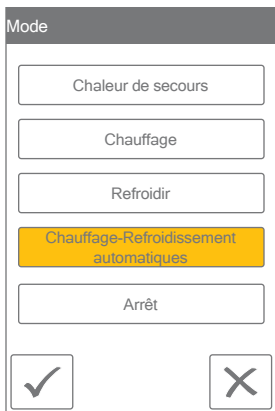 Mode
Chaleur de secours
Chauffage
Refroidir
Chauffage-Refroidissement
automatiques
Arrêt